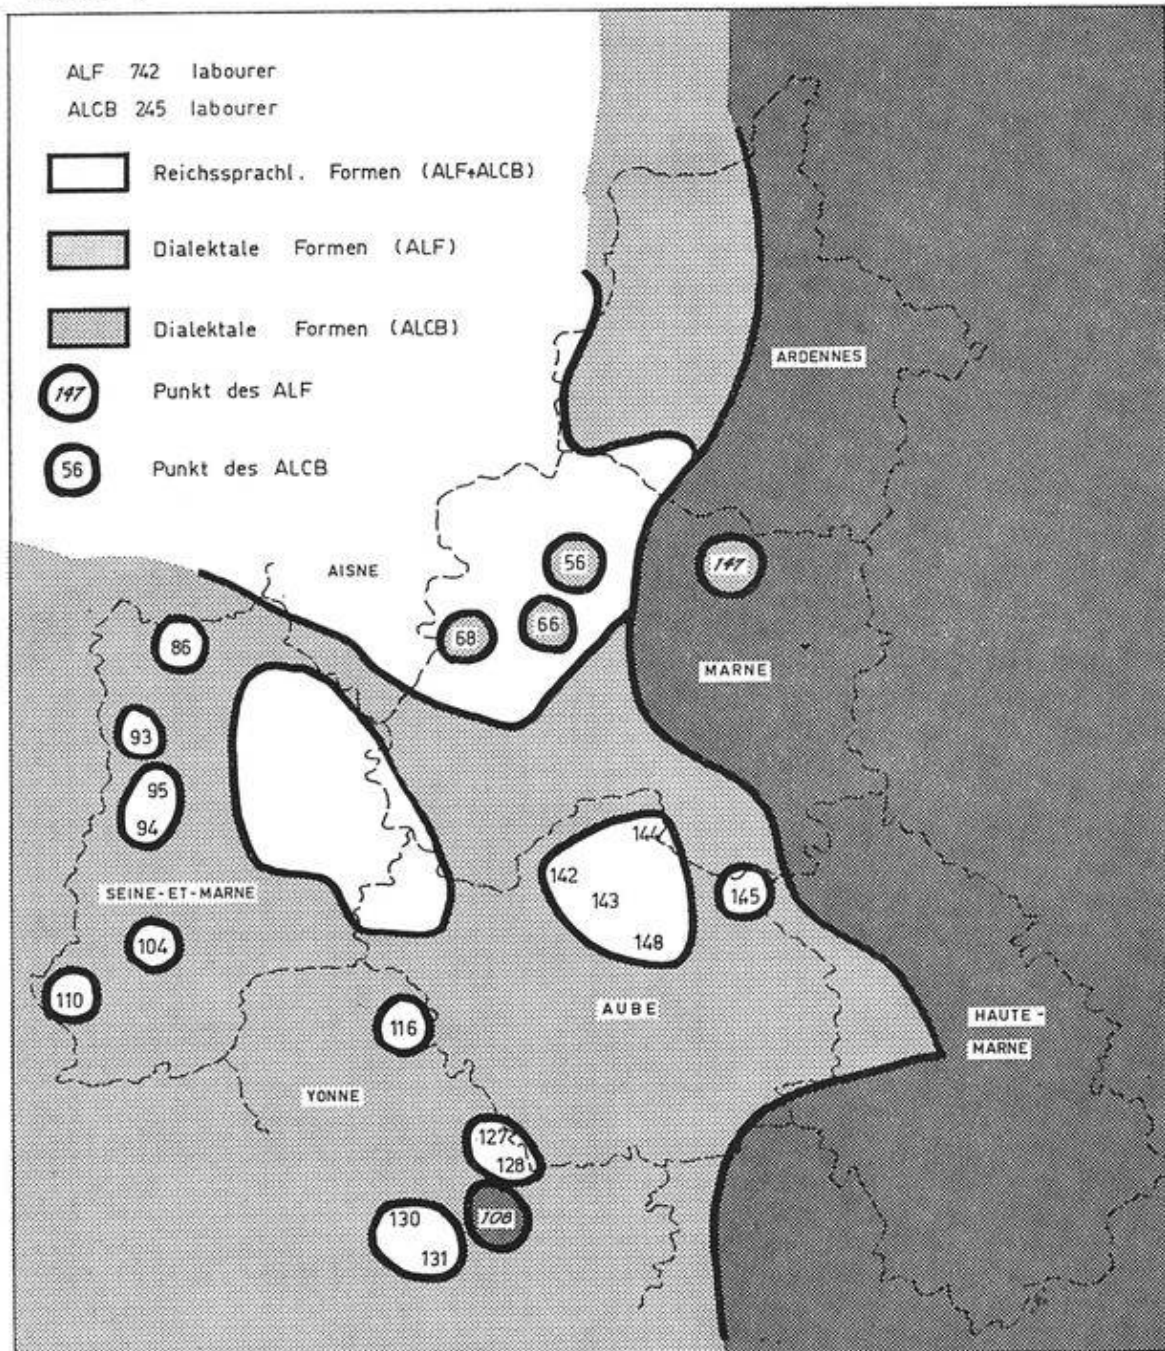 ALF 742 labourer
ALCB 245 labourer
Reichssprachl. Formen (ALF+ALCB)
Dialektale Formen (ALF)
Dialektale Formen (ALCB)
147 Punkt des ALF
56 Punkt des ALCB
ARDENNES
AISNE
56
147
68
66
86
MARNE
93
95
94
144
142
145
SEINE-ET-MARNE
143
104
148
110
116
AUBE
HAUTE-
MARNE
YONNE
127
128
130
108
131